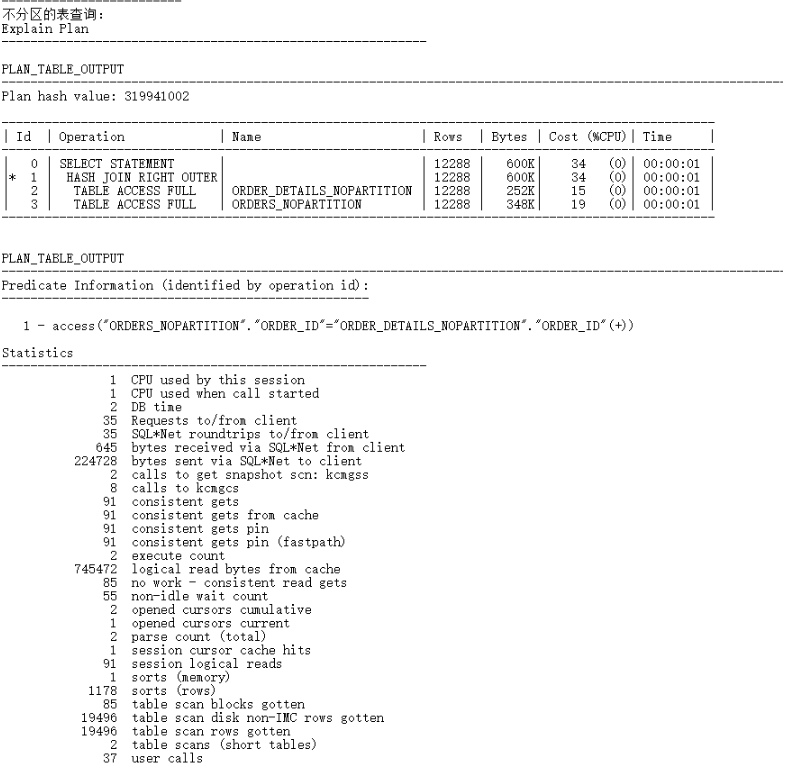 不分区的表查询:
Explain Plan
-----------------------------------------------------------
PLAN_TABLE_OUTPUT
-----------------------------------------------------------
Plan hash value: 319941002
-----------------------------------------------------------
| Id | Operation | Name | Rows | Bytes | Cost (%CPU)| Time |
-----------------------------------------------------------
| 0 | SELECT STATEMENT | | 12288 | 600K| 34 (0)| 00:00:01 |
|* 1 | HASH JOIN RIGHT OUTER| | 12288 | 600K| 34 (0)| 00:00:01 |
| 2 | TABLE ACCESS FULL | ORDER_DETAILS_NOPARTITION | 12288 | 252K| 15 (0)| 00:00:01 |
| 3 | TABLE ACCESS FULL | ORDERS_NOPARTITION | 12288 | 348K| 19 (0)| 00:00:01 |
-----------------------------------------------------------
PLAN_TABLE_OUTPUT
-----------------------------------------------------------
Predicate Information (identified by operation id):
---------------------------------------------------
1 - access("ORDERS_NOPARTITION"."ORDER_ID"="ORDER_DETAILS_NOPARTITION"."ORDER_ID"(+))
Statistics
-----------------------------------------------------------
1 CPU used by this session
1 CPU used when call started
2 DB time
35 Requests to/from client
35 SQL*Net roundtrips to/from client
645 bytes received via SQL*Net from client
224728 bytes sent via SQL*Net to client
2 calls to get snapshot scn: kcmgss
8 calls to kcmgcs
91 consistent gets
91 consistent gets from cache
91 consistent gets pin
91 consistent gets pin (fastpath)
2 execute count
745472 logical read bytes from cache
85 no work - consistent read gets
55 non-idle wait count
2 opened cursors cumulative
1 opened cursors current
2 parse count (total)
1 session cursor cache hits
91 session logical reads
1 sorts (memory)
1178 sorts (rows)
85 table scan blocks gotten
19496 table scan disk non-IMC rows gotten
19496 table scan rows gotten
2 table scans (short tables)
37 user calls